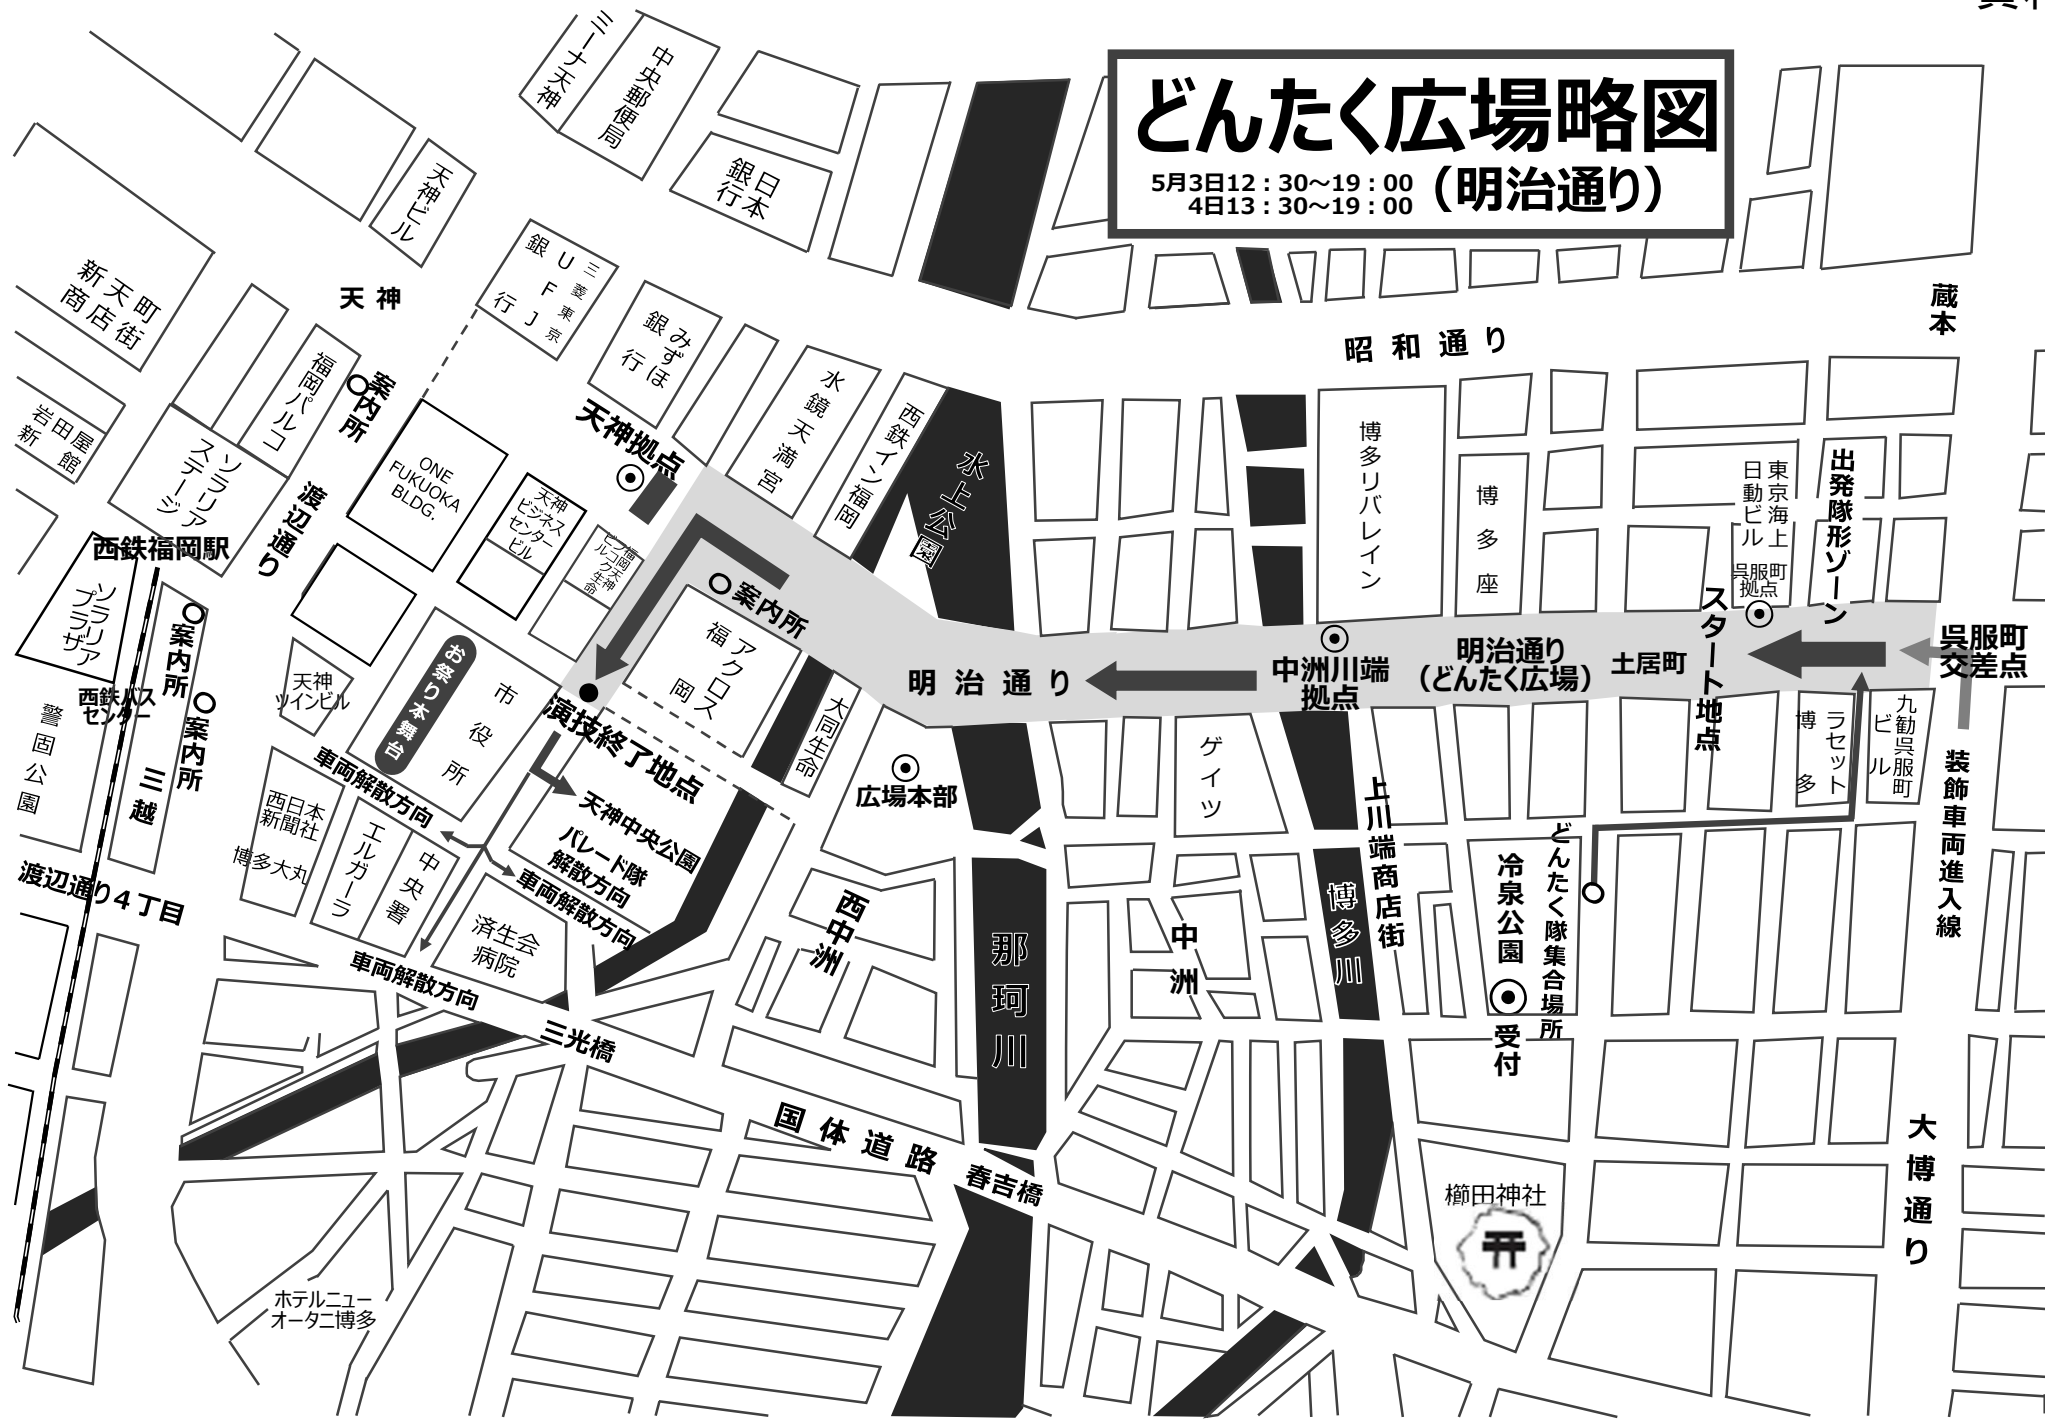 どんたく広場略図
（明治通り）
5月3日12：30～19：00
4日13：30～19：00
ミーナ天神
中央郵便局
日本
銀行
天神ビル
新天町
商店街
天神
三菱東京
UFJ
銀行
みずほ
銀行
水鏡天満宮
西鉄イン福岡
水上公園
昭和通り
蔵本
福岡パルコ
案内所
天神拠点
岩田屋
新館
ソラリア
ステージ
渡辺通り
ONE
FUKUOKA
BLDG.
天神
ビジネス
センター
ビル
福岡天神
西鉄福岡駅
ソラリア
プラザア
案内所
案内所
西鉄バス
センター
警固公園
三越
天神
ツインビル
お祭り本舞台
市役所
案内所
アクロス
福岡
大同生命
演技終了地点
広場本部
明治通り
中洲川端
拠点
明治通り
（どんたく広場）
土居町
スタート地点
博多リバレイン
博多座
東京海上
日動ビル
呉服町
拠点
出発隊形ゾーン
呉服町
交差点
九勧呉服町
ビル
ラセット
博多
装飾車両進入線
ゲイツ
上川端商店街
博多川
冷泉公園
受付
どんたく隊集合場所
車両解散方向
西日本
新聞社
博多大丸
エルガーラ
中央署
天神中央公園
パレード隊
解散方向
車両解散方向
済生会
病院
車両解散方向
渡辺通り4丁目
三光橋
西中洲
那珂川
中洲
国体道路
春吉橋
櫛田神社
大博通り
ホテルニュー
オータニ博多